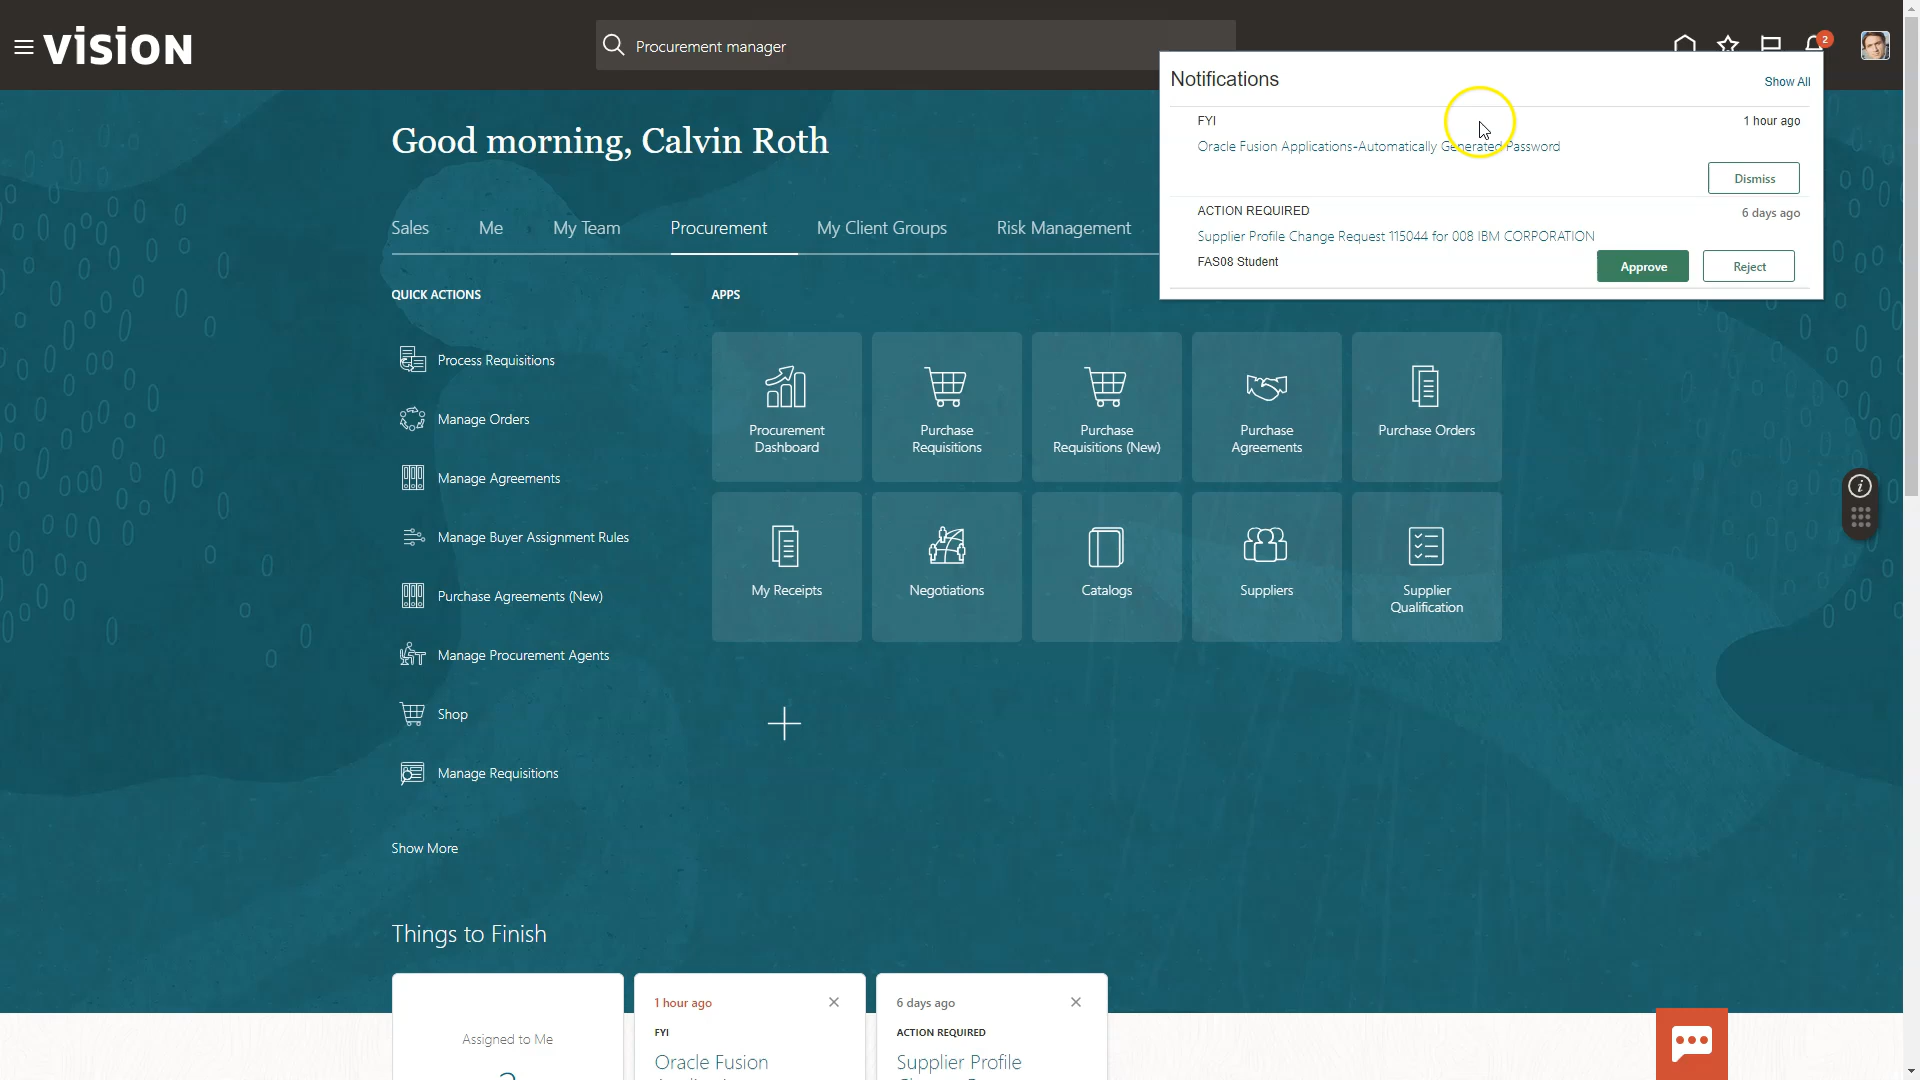 VISION
Procurement manager
2
Notifications
Show All
FYI
1 hour ago
Oracle Fusion Applications-Automatically Generated Password
Dismiss
ACTION REQUIRED
6 days ago
Supplier Profile Change Request 115044 for 008 IBM CORPORATION
FAS08 Student
Approve
Reject
Good morning, Calvin Roth
Sales
Me
My Team
Procurement
My Client Groups
Risk Management
QUICK ACTIONS
Process Requisitions
Manage Orders
Manage Agreements
Manage Buyer Assignment Rules
Purchase Agreements (New)
Manage Procurement Agents
Shop
Manage Requisitions
Show More
APPS
Procurement
Dashboard
Purchase
Requisitions
Purchase
Requisitions (New)
Purchase
Agreements
Purchase Orders
My Receipts
Negotiations
Catalogs
Suppliers
Supplier
Qualification
Things to Finish
Assigned to Me
1 hour ago
FYI
Oracle Fusion
6 days ago
ACTION REQUIRED
Supplier Profile